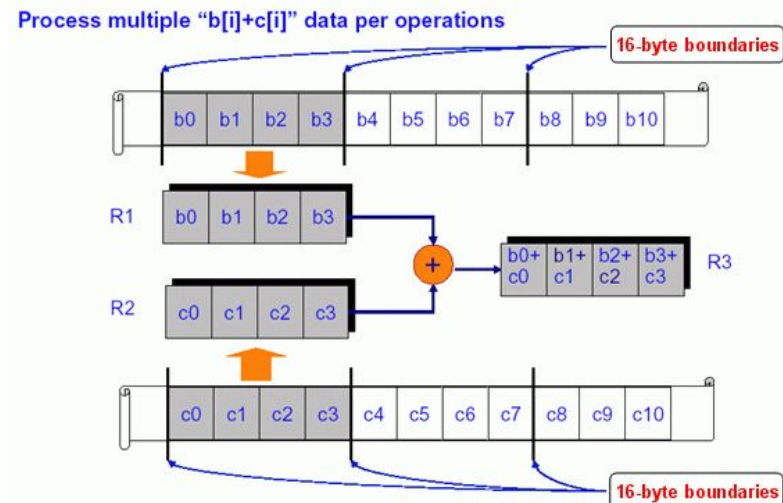 Process multiple “b[i]+c[i]” data per operations
16-byte boundaries
b0 b1 b2 b3 b4 b5 b6 b7 b8 b9 b10
R1 b0 b1 b2 b3
b0+ b1+ b2+ b3+
c0 c1 c2 c3
R3
+
R2 c0 c1 c2 c3
c0 c1 c2 c3 c4 c5 c6 c7 c8 c9 c10
16-byte boundaries